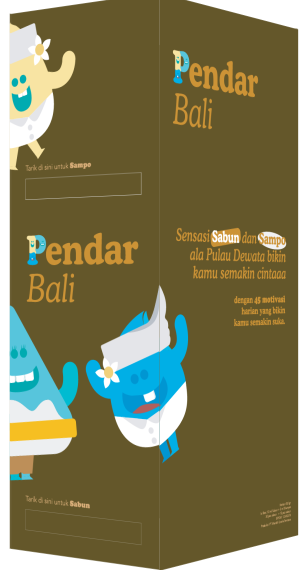 Tarik di sini untuk Sampo
Pendar
Bali
Tarik di sini untuk Sabun
Pendar
Bali
Sensasi Sabun dan Sampo
ala Pulau Dewata bikin
kamu semakin cintaaa
dengan 45 motivasi
harian yang bikin
kamu semakin suka.